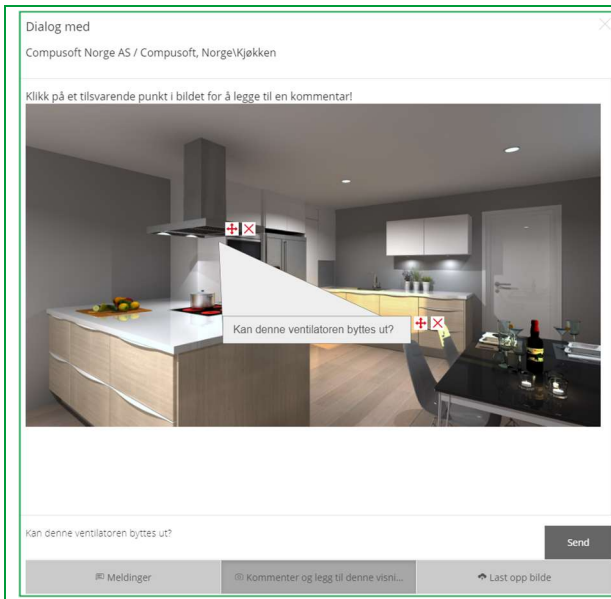 Dialog med
Compusoft Norge AS / Compusoft, Norge\Kjøkken
Klikk på et tilsvarende punkt i bildet for å legge til en kommentar!
Kan denne ventilatoren byttes ut?
Kan denne ventilatoren byttes ut?
Send
Meldinger
Kommenter og legg til denne visni...
Last opp bilde